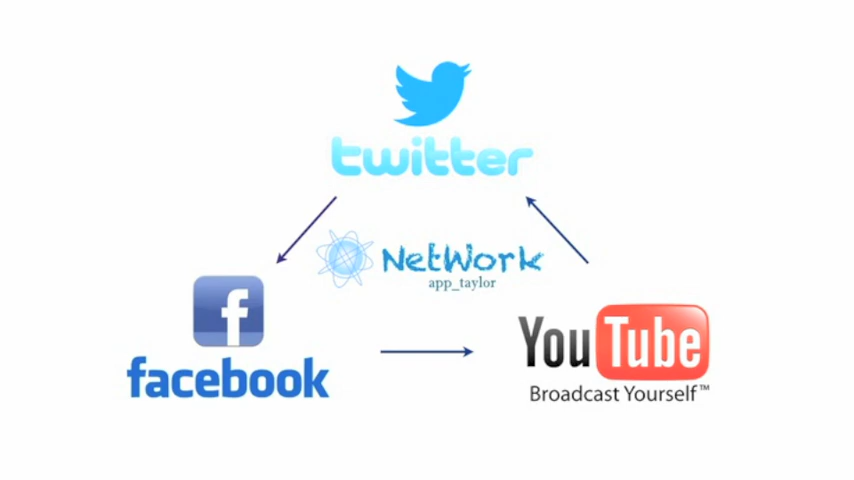 twitter
NetWork
app_taylor
f
facebook
YouTube
Broadcast Yourself™